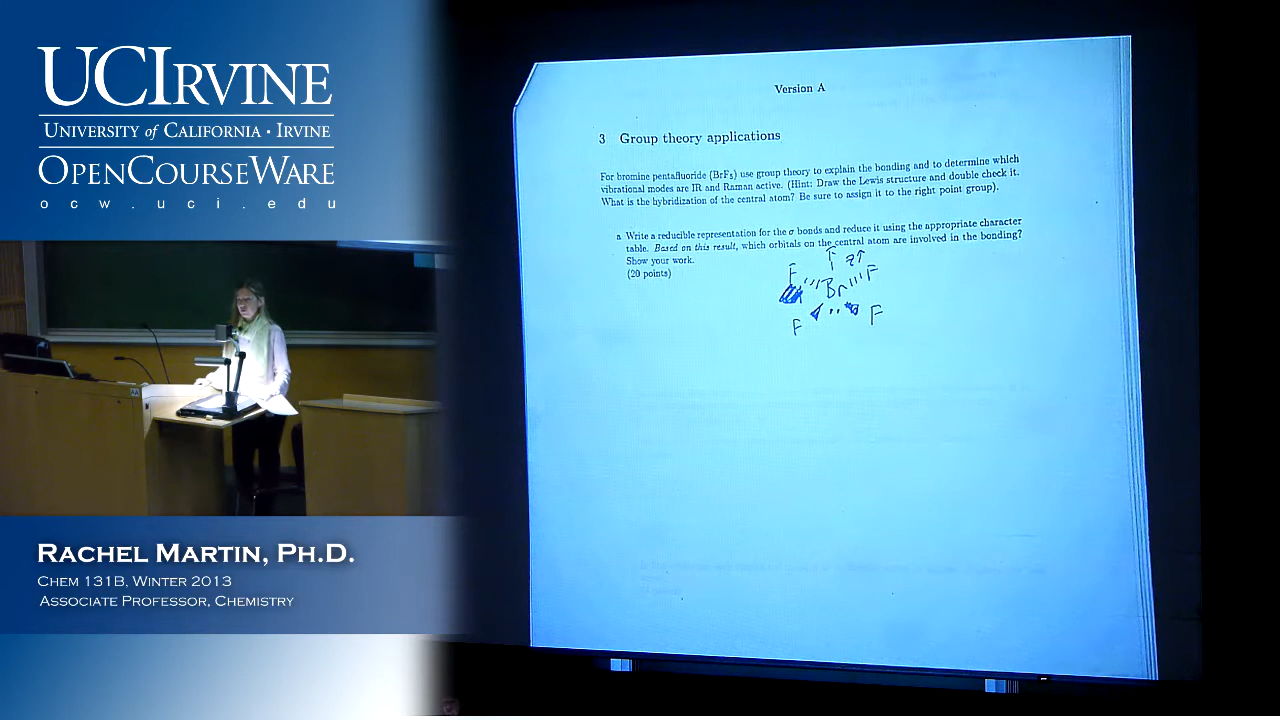 UCIRVINE
UNIVERSITY of CALIFORNIA · IRVINE
OPENCOURSEWARE
ocw.uci.edu
RACHEL MARTIN, PH.D.
CHEM 131B, WINTER 2013
ASSOCIATE PROFESSOR, CHEMISTRY
Version A
3 Group theory applications
For bromine pentafluoride (BrF₅) use group theory to explain the bonding and to determine which
vibrational modes are IR and Raman active. (Hint: Draw the Lewis structure and double check it.
What is the hybridization of the central atom? Be sure to assign it to the right point group).
a Write a reducible representation for the σ bonds and reduce it using the appropriate character
table. Based on this result, which orbitals on the central atom are involved in the bonding?
Show your work.
(20 points)
F z↑
F Br F
F F